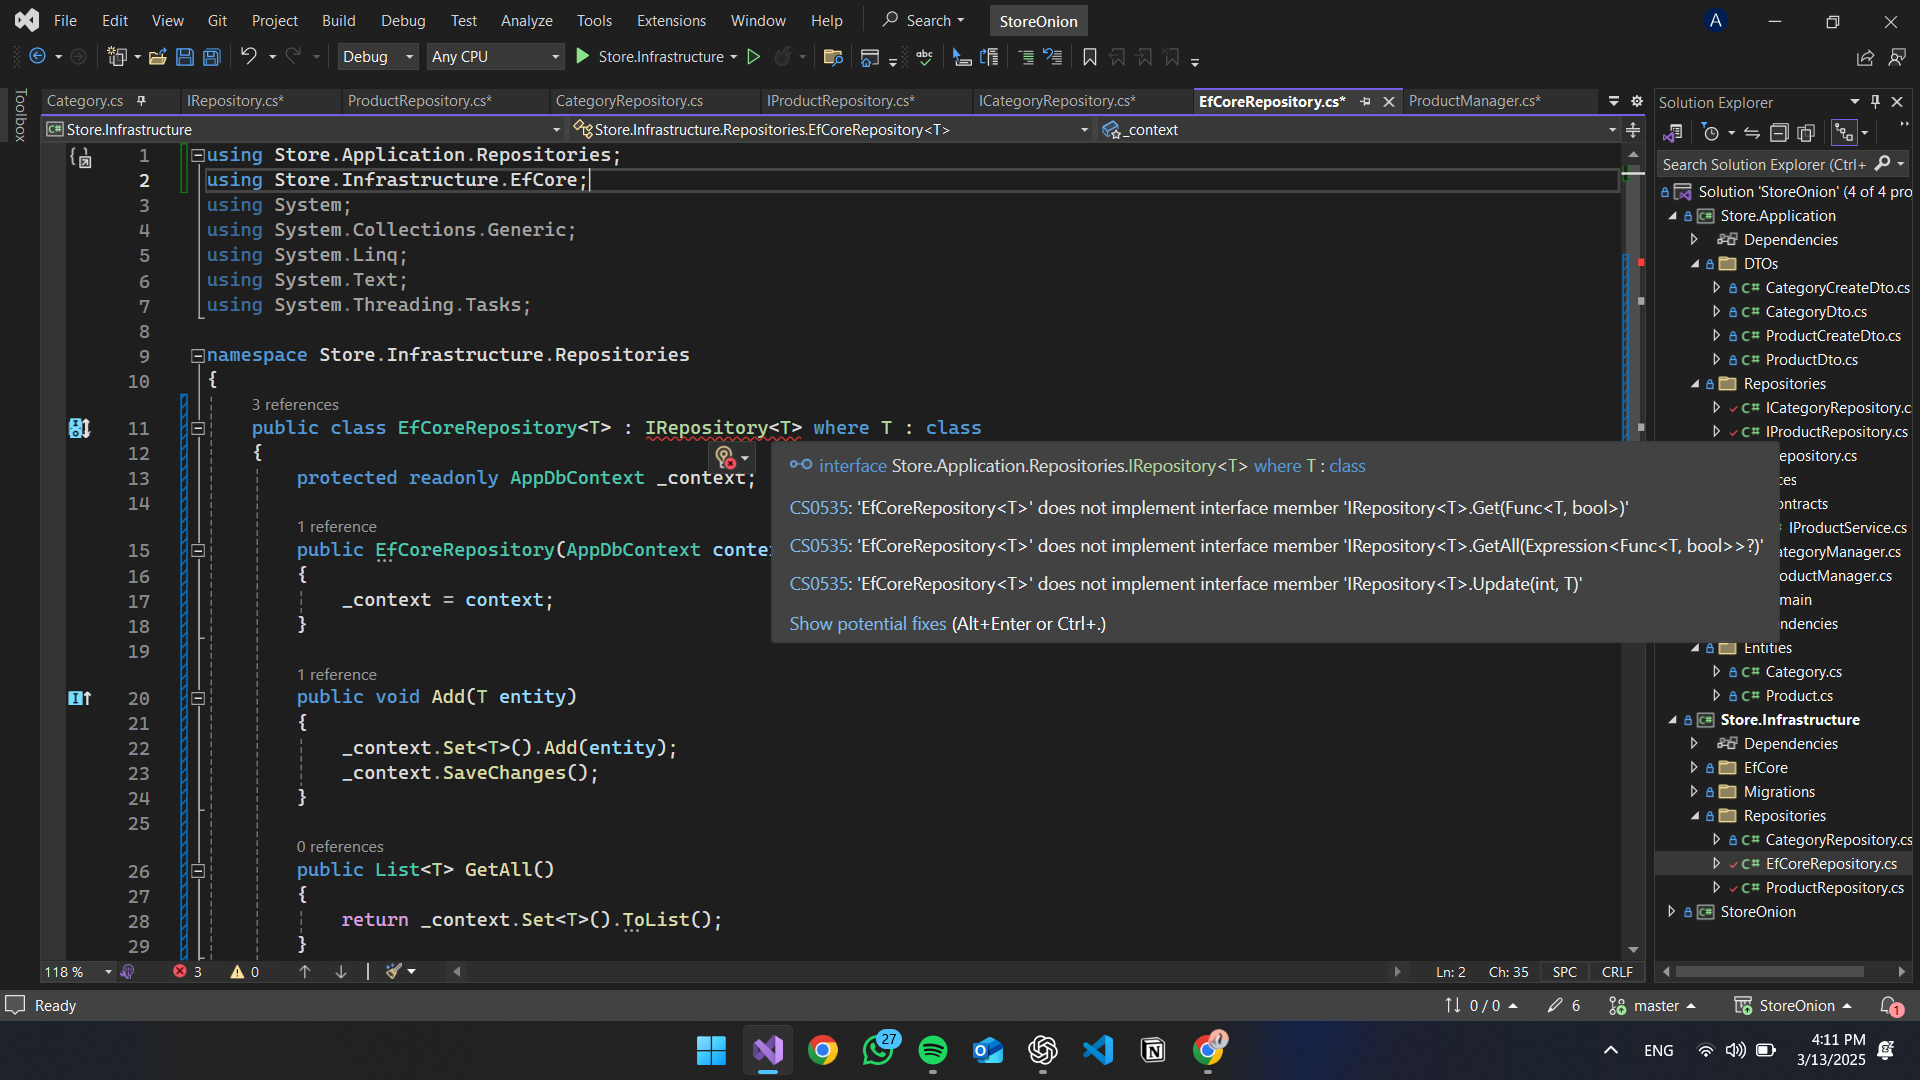 File Edit View Git Project Build Debug Test Analyze Tools Extensions Window Help Search StoreOnion A
Debug Any CPU Store.Infrastructure
Toolbox
Category.cs IRepository.cs* ProductRepository.cs* CategoryRepository.cs IProductRepository.cs* ICategoryRepository.cs* EfCoreRepository.cs* ProductManager.cs*
Store.Infrastructure Store.Infrastructure.Repositories.EfCoreRepository<T> _context
1 using Store.Application.Repositories;
2 using Store.Infrastructure.EfCore;
3 using System;
4 using System.Collections.Generic;
5 using System.Linq;
6 using System.Text;
7 using System.Threading.Tasks;
8
9 namespace Store.Infrastructure.Repositories
10 {
3 references
11 public class EfCoreRepository<T> : IRepository<T> where T : class
12 {
13 protected readonly AppDbContext _context;
14
1 reference
15 public EfCoreRepository(AppDbContext conte
16 {
17 _context = context;
18 }
19
1 reference
20 public void Add(T entity)
21 {
22 _context.Set<T>().Add(entity);
23 _context.SaveChanges();
24 }
25
0 references
26 public List<T> GetAll()
27 {
28 return _context.Set<T>().ToList();
29 }
interface Store.Application.Repositories.IRepository<T> where T : class
CS0535: 'EfCoreRepository<T>' does not implement interface member 'IRepository<T>.Get(Func<T, bool>)'
CS0535: 'EfCoreRepository<T>' does not implement interface member 'IRepository<T>.GetAll(Expression<Func<T, bool>>?)'
CS0535: 'EfCoreRepository<T>' does not implement interface member 'IRepository<T>.Update(int, T)'
Show potential fixes (Alt+Enter or Ctrl+.)
Solution Explorer
Search Solution Explorer (Ctrl+
Solution 'StoreOnion' (4 of 4 pro
Store.Application
Dependencies
DTOs
C# CategoryCreateDto.cs
C# CategoryDto.cs
C# ProductCreateDto.cs
C# ProductDto.cs
Repositories
C# ICategoryRepository.c
C# IProductRepository.cs
epository.cs
ces
ontracts
IProductService.cs
ategoryManager.cs
oductManager.cs
main
ndencies
Entities
C# Category.cs
C# Product.cs
Store.Infrastructure
Dependencies
EfCore
Migrations
Repositories
C# CategoryRepository.cs
C# EfCoreRepository.cs
C# ProductRepository.cs
StoreOnion
118 % 3 0 Ln: 2 Ch: 35 SPC CRLF
Ready 0 / 0 6 master StoreOnion 1
27 ENG 4:11 PM
3/13/2025